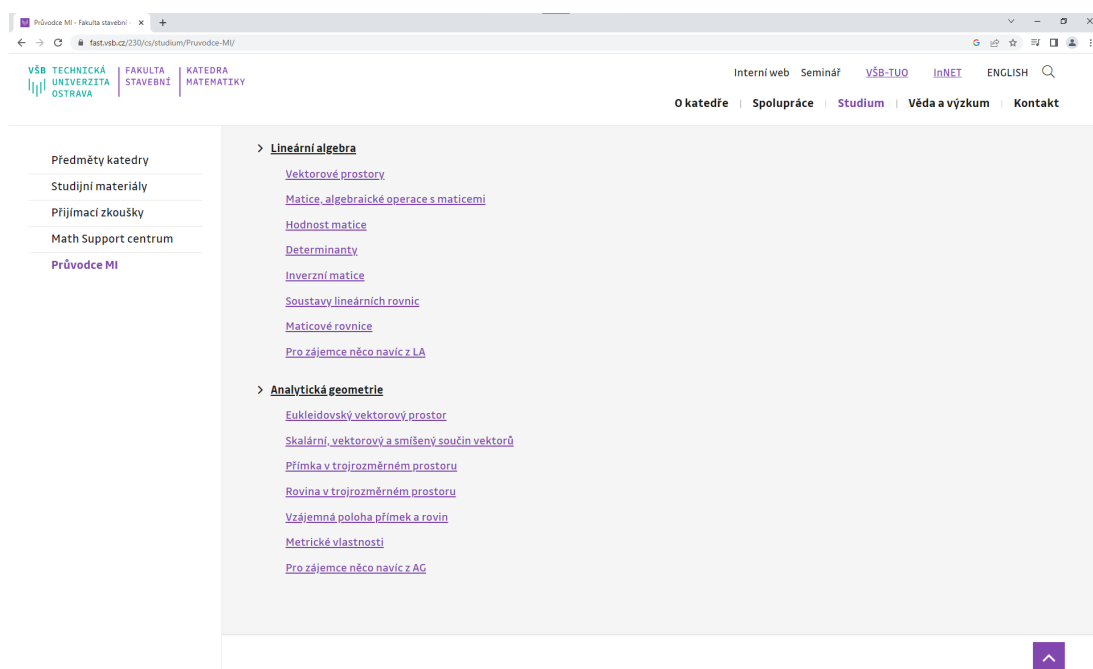 Průvodce MI - Fakulta stavební -
fast.vsb.cz/230/cs/studium/Pruvodce-MI/
VŠB TECHNICKÁ UNIVERZITA OSTRAVA
FAKULTA STAVEBNÍ
KATEDRA MATEMATIKY
Interní web Seminář VŠB-TUO InNET ENGLISH
O katedře Spolupráce Studium Věda a výzkum Kontakt
Předměty katedry
Studijní materiály
Přijímací zkoušky
Math Support centrum
Průvodce MI
Lineární algebra
Vektorové prostory
Matice, algebraické operace s maticemi
Hodnost matice
Determinanty
Inverzní matice
Soustavy lineárních rovnic
Maticové rovnice
Pro zájemce něco navíc z LA
Analytická geometrie
Eukleidovský vektorový prostor
Skalární, vektorový a smíšený součin vektorů
Přímka v trojrozměrném prostoru
Rovina v trojrozměrném prostoru
Vzájemná poloha přímek a rovin
Metrické vlastnosti
Pro zájemce něco navíc z AG